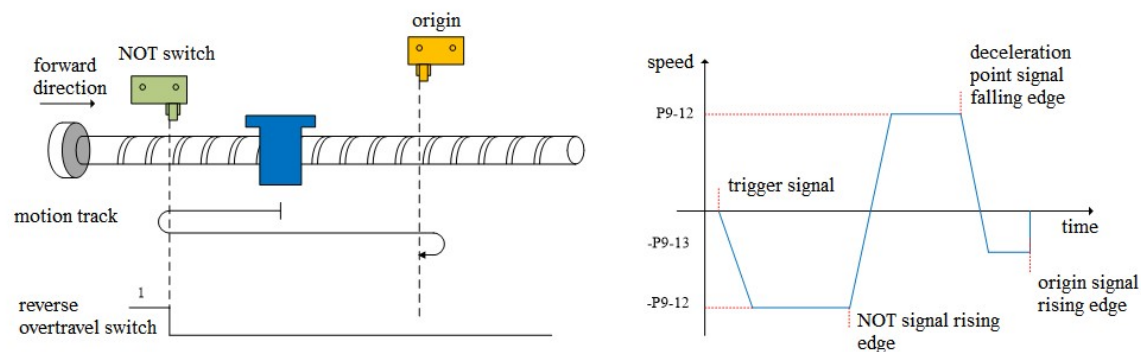 origin
NOT switch
forward
direction
motion track
1
reverse
overtravel switch
speed
deceleration
point signal
falling edge
P9-12
trigger signal
time
-P9-13
origin signal
rising edge
-P9-12
NOT signal rising
edge